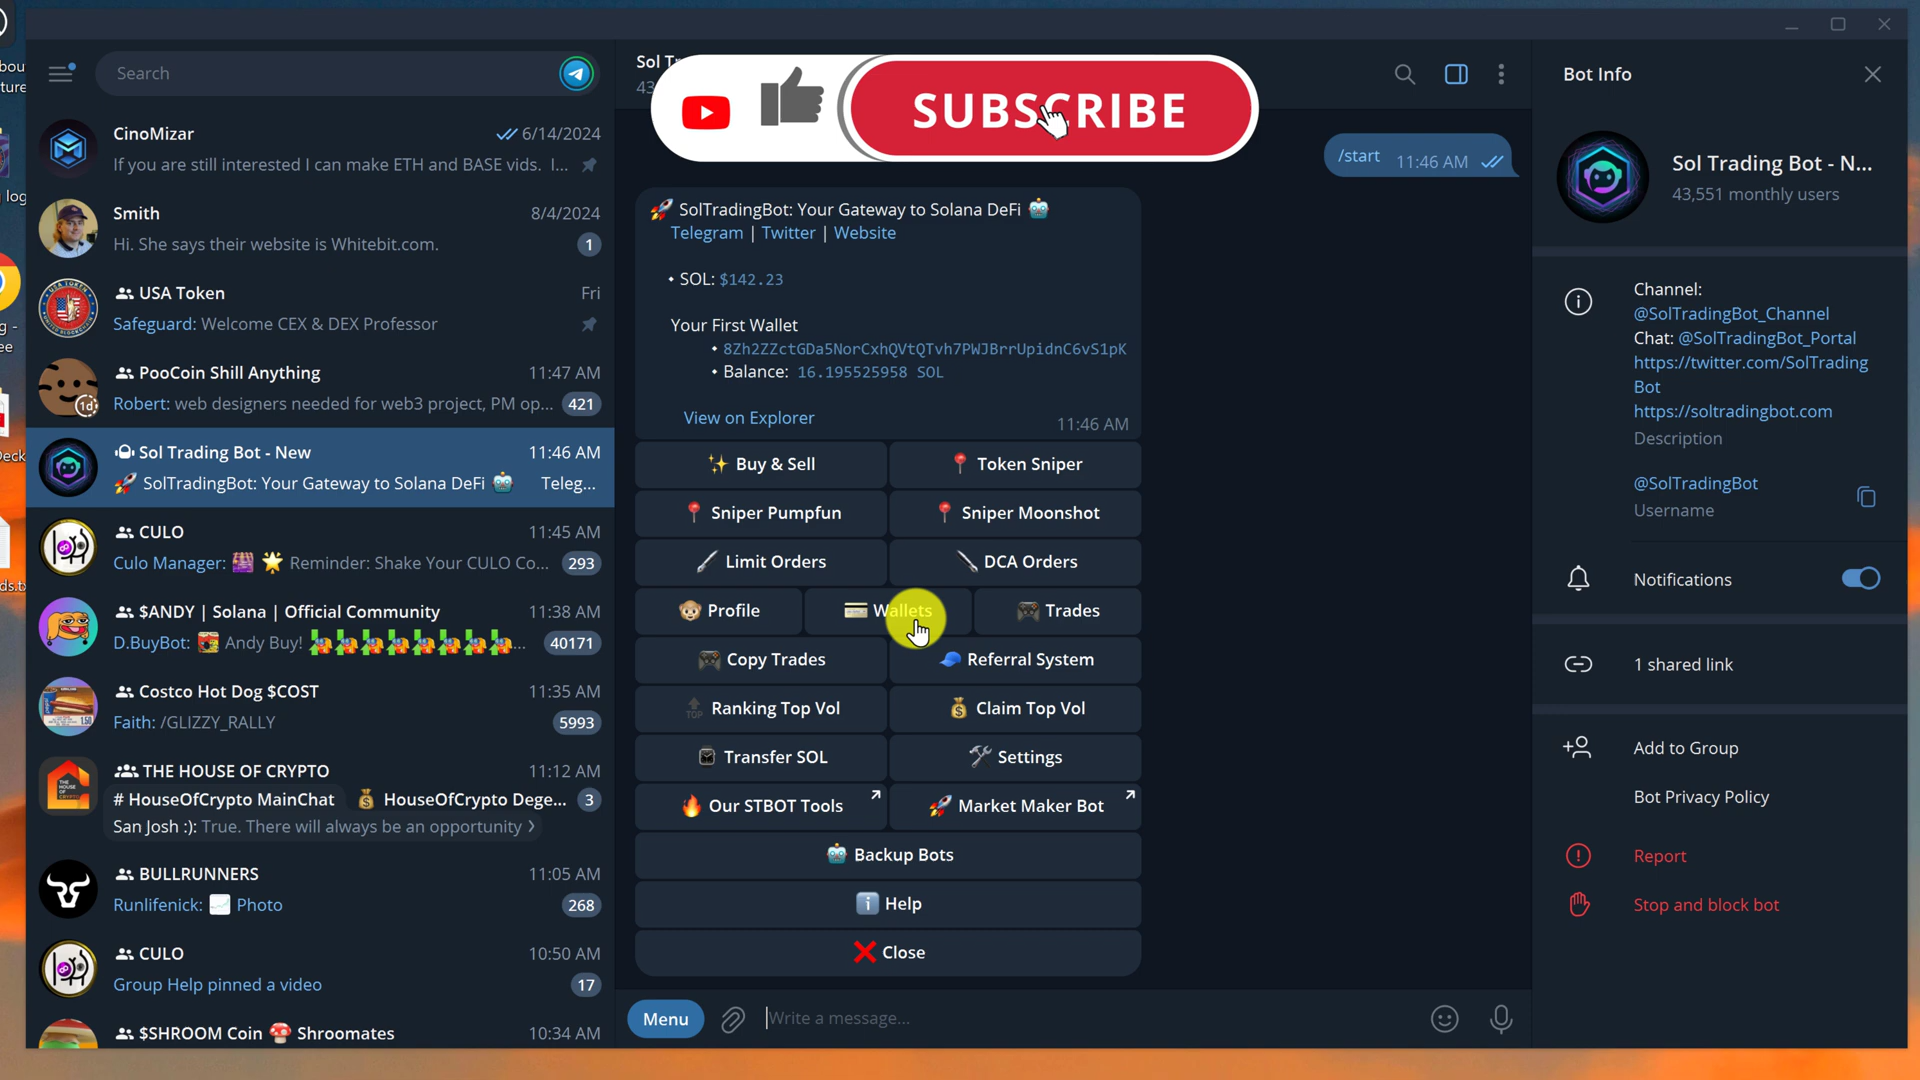 bou
ture
log
g -
ee
Deck
ds.t
Search
CinoMizar 6/14/2024
If you are still interested I can make ETH and BASE vids. I...
Smith 8/4/2024
Hi. She says their website is Whitebit.com. 1
USA Token Fri
Safeguard: Welcome CEX & DEX Professor
PooCoin Shill Anything 11:47 AM
1d
Robert: web designers needed for web3 project, PM op... 421
Sol Trading Bot - New 11:46 AM
🚀 SolTradingBot: Your Gateway to Solana DeFi 🤖 Teleg...
CULO 11:45 AM
Culo Manager: 🌟 Reminder: Shake Your CULO Co... 293
$ANDY | Solana | Official Community 11:38 AM
D.BuyBot: Andy Buy! ... 40171
Costco Hot Dog $COST 11:35 AM
Faith: /GLIZZY_RALLY 5993
THE HOUSE OF CRYPTO 11:12 AM
# HouseOfCrypto MainChat 💰 HouseOfCrypto Dege... 3
San Josh :): True. There will always be an opportunity >
BULLRUNNERS 11:05 AM
Runlifenick: Photo 268
CULO 10:50 AM
Group Help pinned a video 17
$SHROOM Coin 🍄 Shroomates 10:34 AM
Sol Tr
43
SUBSCRIBE
/start 11:46 AM
🚀 SolTradingBot: Your Gateway to Solana DeFi 🤖
Telegram | Twitter | Website
• SOL: $142.23
Your First Wallet
• 8Zh2ZZctGDa5NorCxhQVtQTvh7PWJBrrUpidnC6vS1pK
• Balance: 16.195525958 SOL
View on Explorer 11:46 AM
✨ Buy & Sell
📍 Token Sniper
📍 Sniper Pumpfun
📍 Sniper Moonshot
Limit Orders
DCA Orders
🐵 Profile
💳 Wallets
🎮 Trades
🎮 Copy Trades
🧢 Referral System
🔝 Ranking Top Vol
💰 Claim Top Vol
Transfer SOL
🛠 Settings
🔥 Our STBOT Tools
🚀 Market Maker Bot
🤖 Backup Bots
ℹ️ Help
❌ Close
Menu
Write a message...
Bot Info
Sol Trading Bot - N...
43,551 monthly users
Channel:
@SolTradingBot_Channel
Chat: @SolTradingBot_Portal
https://twitter.com/SolTrading
Bot
https://soltradingbot.com
Description
@SolTradingBot
Username
Notifications
1 shared link
Add to Group
Bot Privacy Policy
Report
Stop and block bot